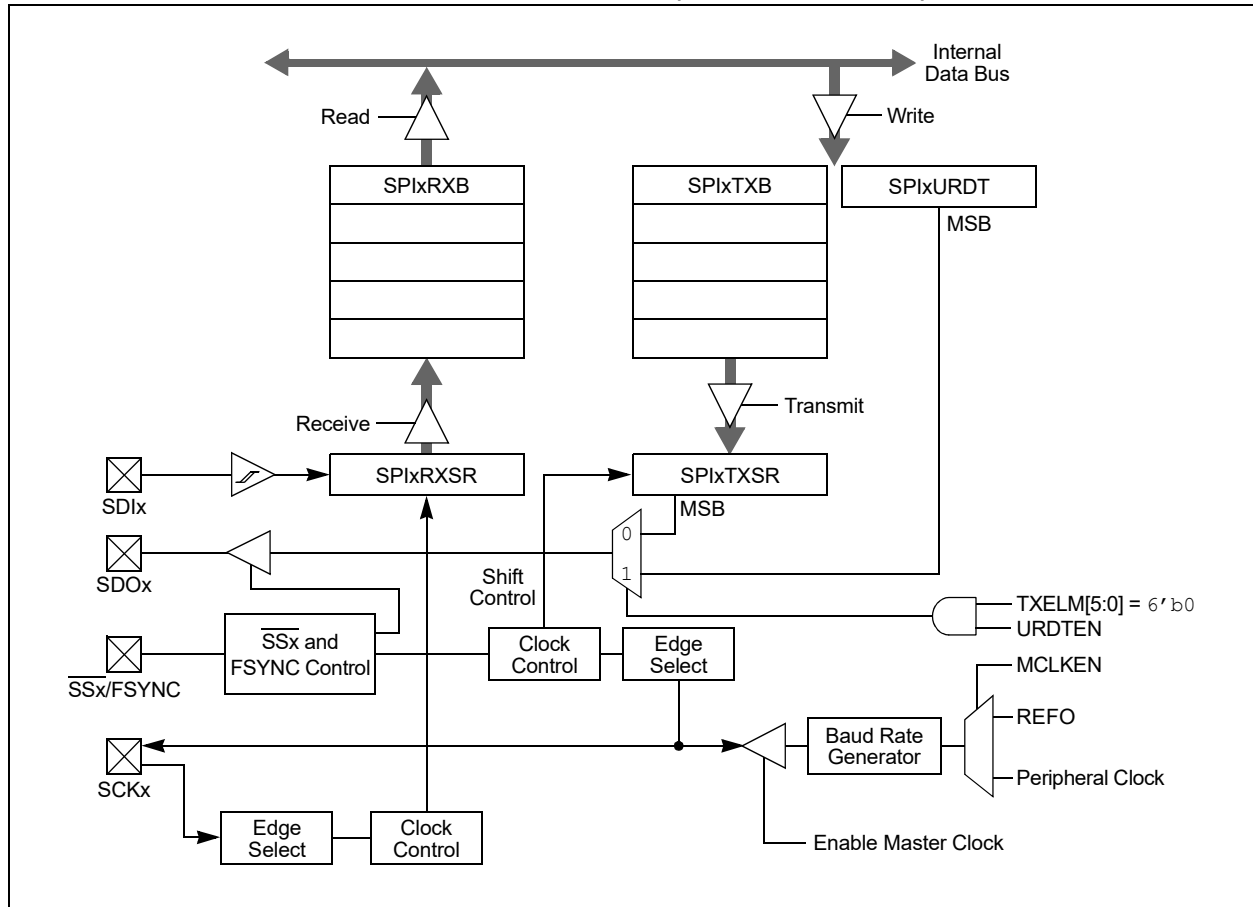 Internal
Data Bus
Read
Write
SPIxRXB
SPIxTXB
SPIxURDT
MSB
Receive
Transmit
SDIx
SPIxRXSR
SPIxTXSR
MSB
0
SDOx
1
Shift
Control
TXELM[5:0] = 6’b0
URDTEN
SSx and
FSYNC Control
Clock
Control
Edge
Select
SSx/FSYNC
MCLKEN
REFO
Baud Rate
Generator
SCKx
Peripheral Clock
Edge
Select
Clock
Control
Enable Master Clock